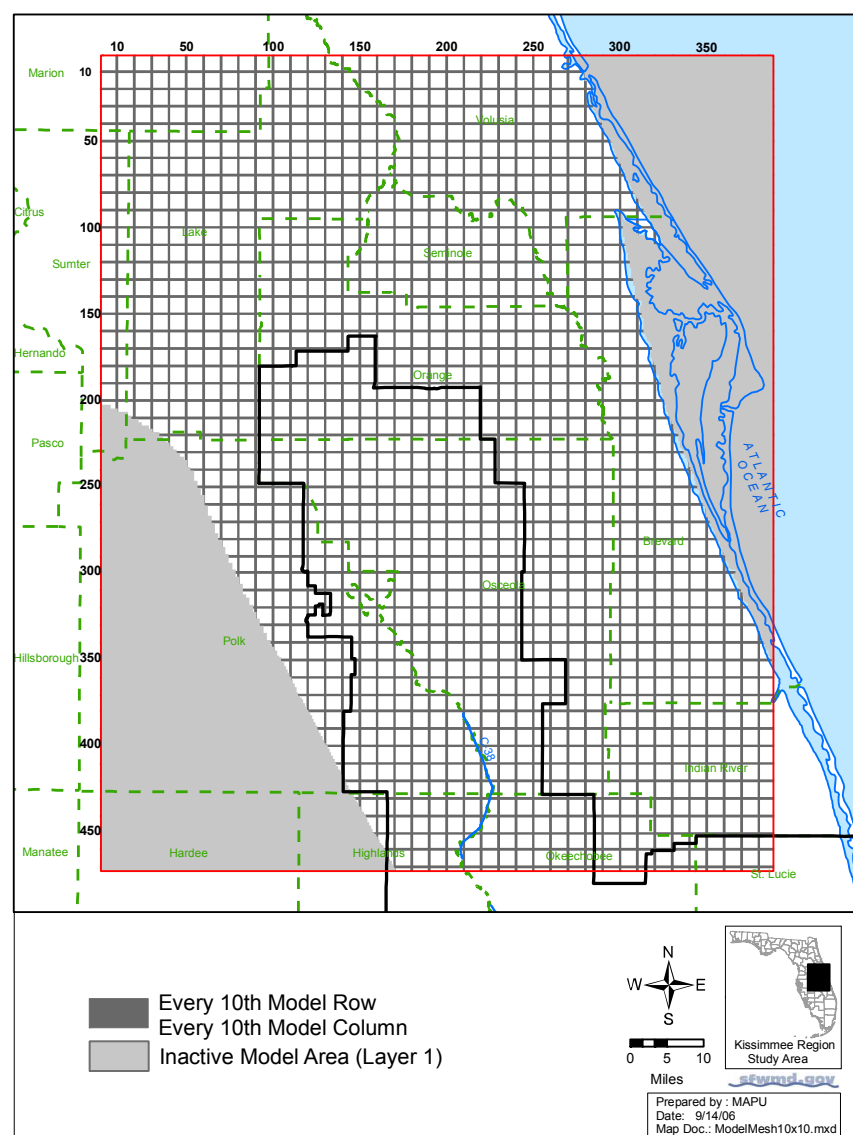 10 50 100 150 200 250 300 350
10
Marion
Volusia
50
Citrus
100
Lake
Seminole
Sumter
150
Hernando
Orange
200
Pasco
ATLANTIC
OCEAN
250
Brevard
300
Osceola
Polk
Hillsborough
350
400
C-38
Indian River
450
Manatee
Hardee
Highlands
Okeechobee
St. Lucie
Every 10th Model Row
Every 10th Model Column
Inactive Model Area (Layer 1)
N
W E
S
0 5 10
Miles
Kissimmee Region
Study Area
sfwmd.gov
Prepared by : MAPU
Date: 9/14/06
Map Doc.: ModelMesh10x10.mxd